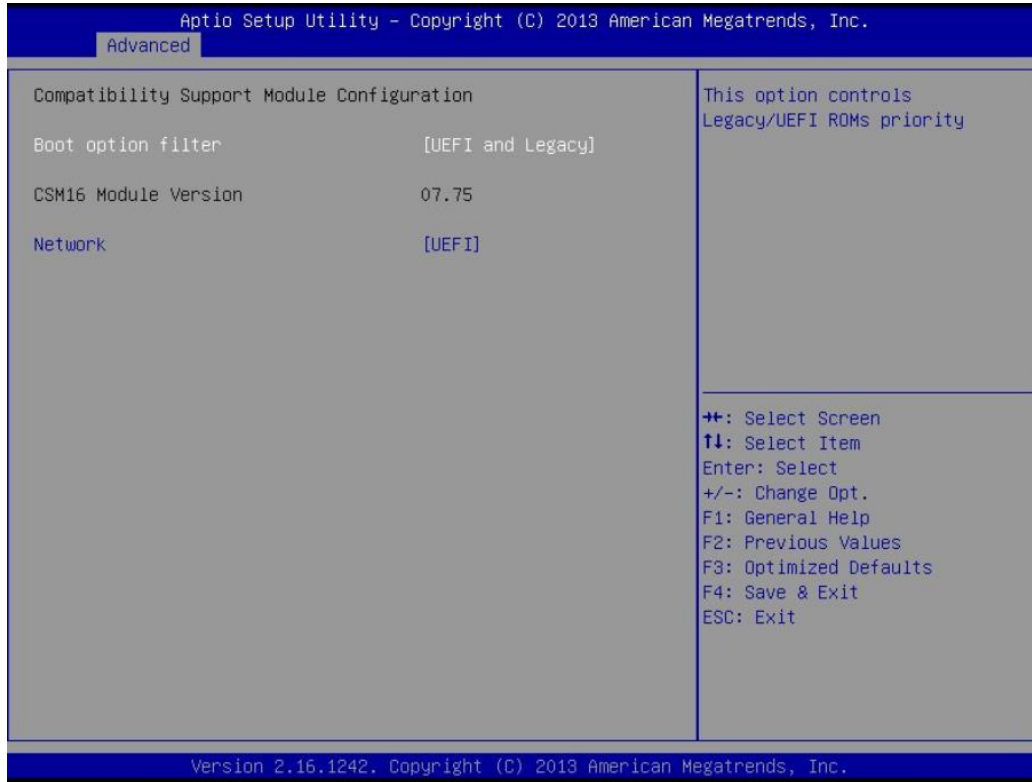 Aptio Setup Utility – Copyright (C) 2013 American Megatrends, Inc.
Advanced
Compatibility Support Module Configuration
Boot option filter [UEFI and Legacy]
CSM16 Module Version 07.75
Network [UEFI]
This option controls
Legacy/UEFI ROMs priority
→←: Select Screen
↑↓: Select Item
Enter: Select
+/-: Change Opt.
F1: General Help
F2: Previous Values
F3: Optimized Defaults
F4: Save & Exit
ESC: Exit
Version 2.16.1242. Copyright (C) 2013 American Megatrends, Inc.